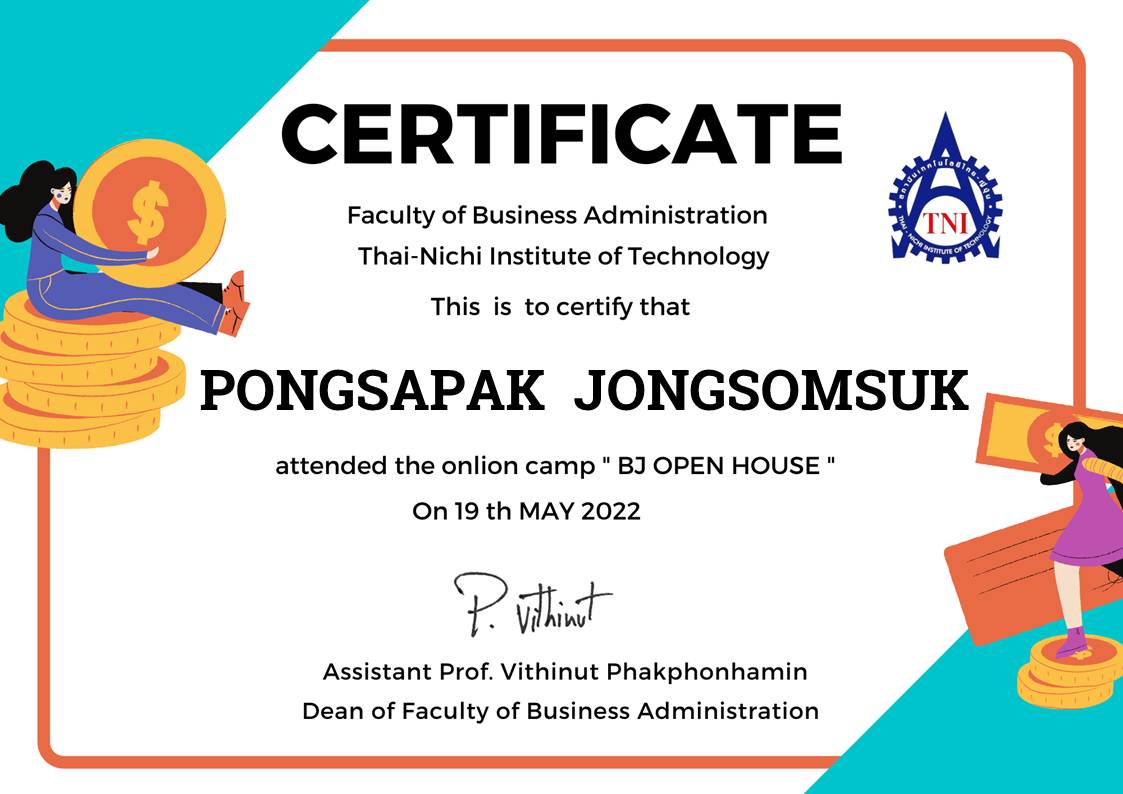 CERTIFICATE
Faculty of Business Administration
Thai-Nichi Institute of Technology
สถาบันเทคโนโลยีไทย-ญี่ปุ่น
TNI
THAI - NICHI INSTITUTE OF TECHNOLOGY
This is to certify that
PONGSAPAK JONGSOMSUK
attended the onlion camp " BJ OPEN HOUSE "
On 19 th MAY 2022
P. Vithinut
Assistant Prof. Vithinut Phakphonhamin
Dean of Faculty of Business Administration